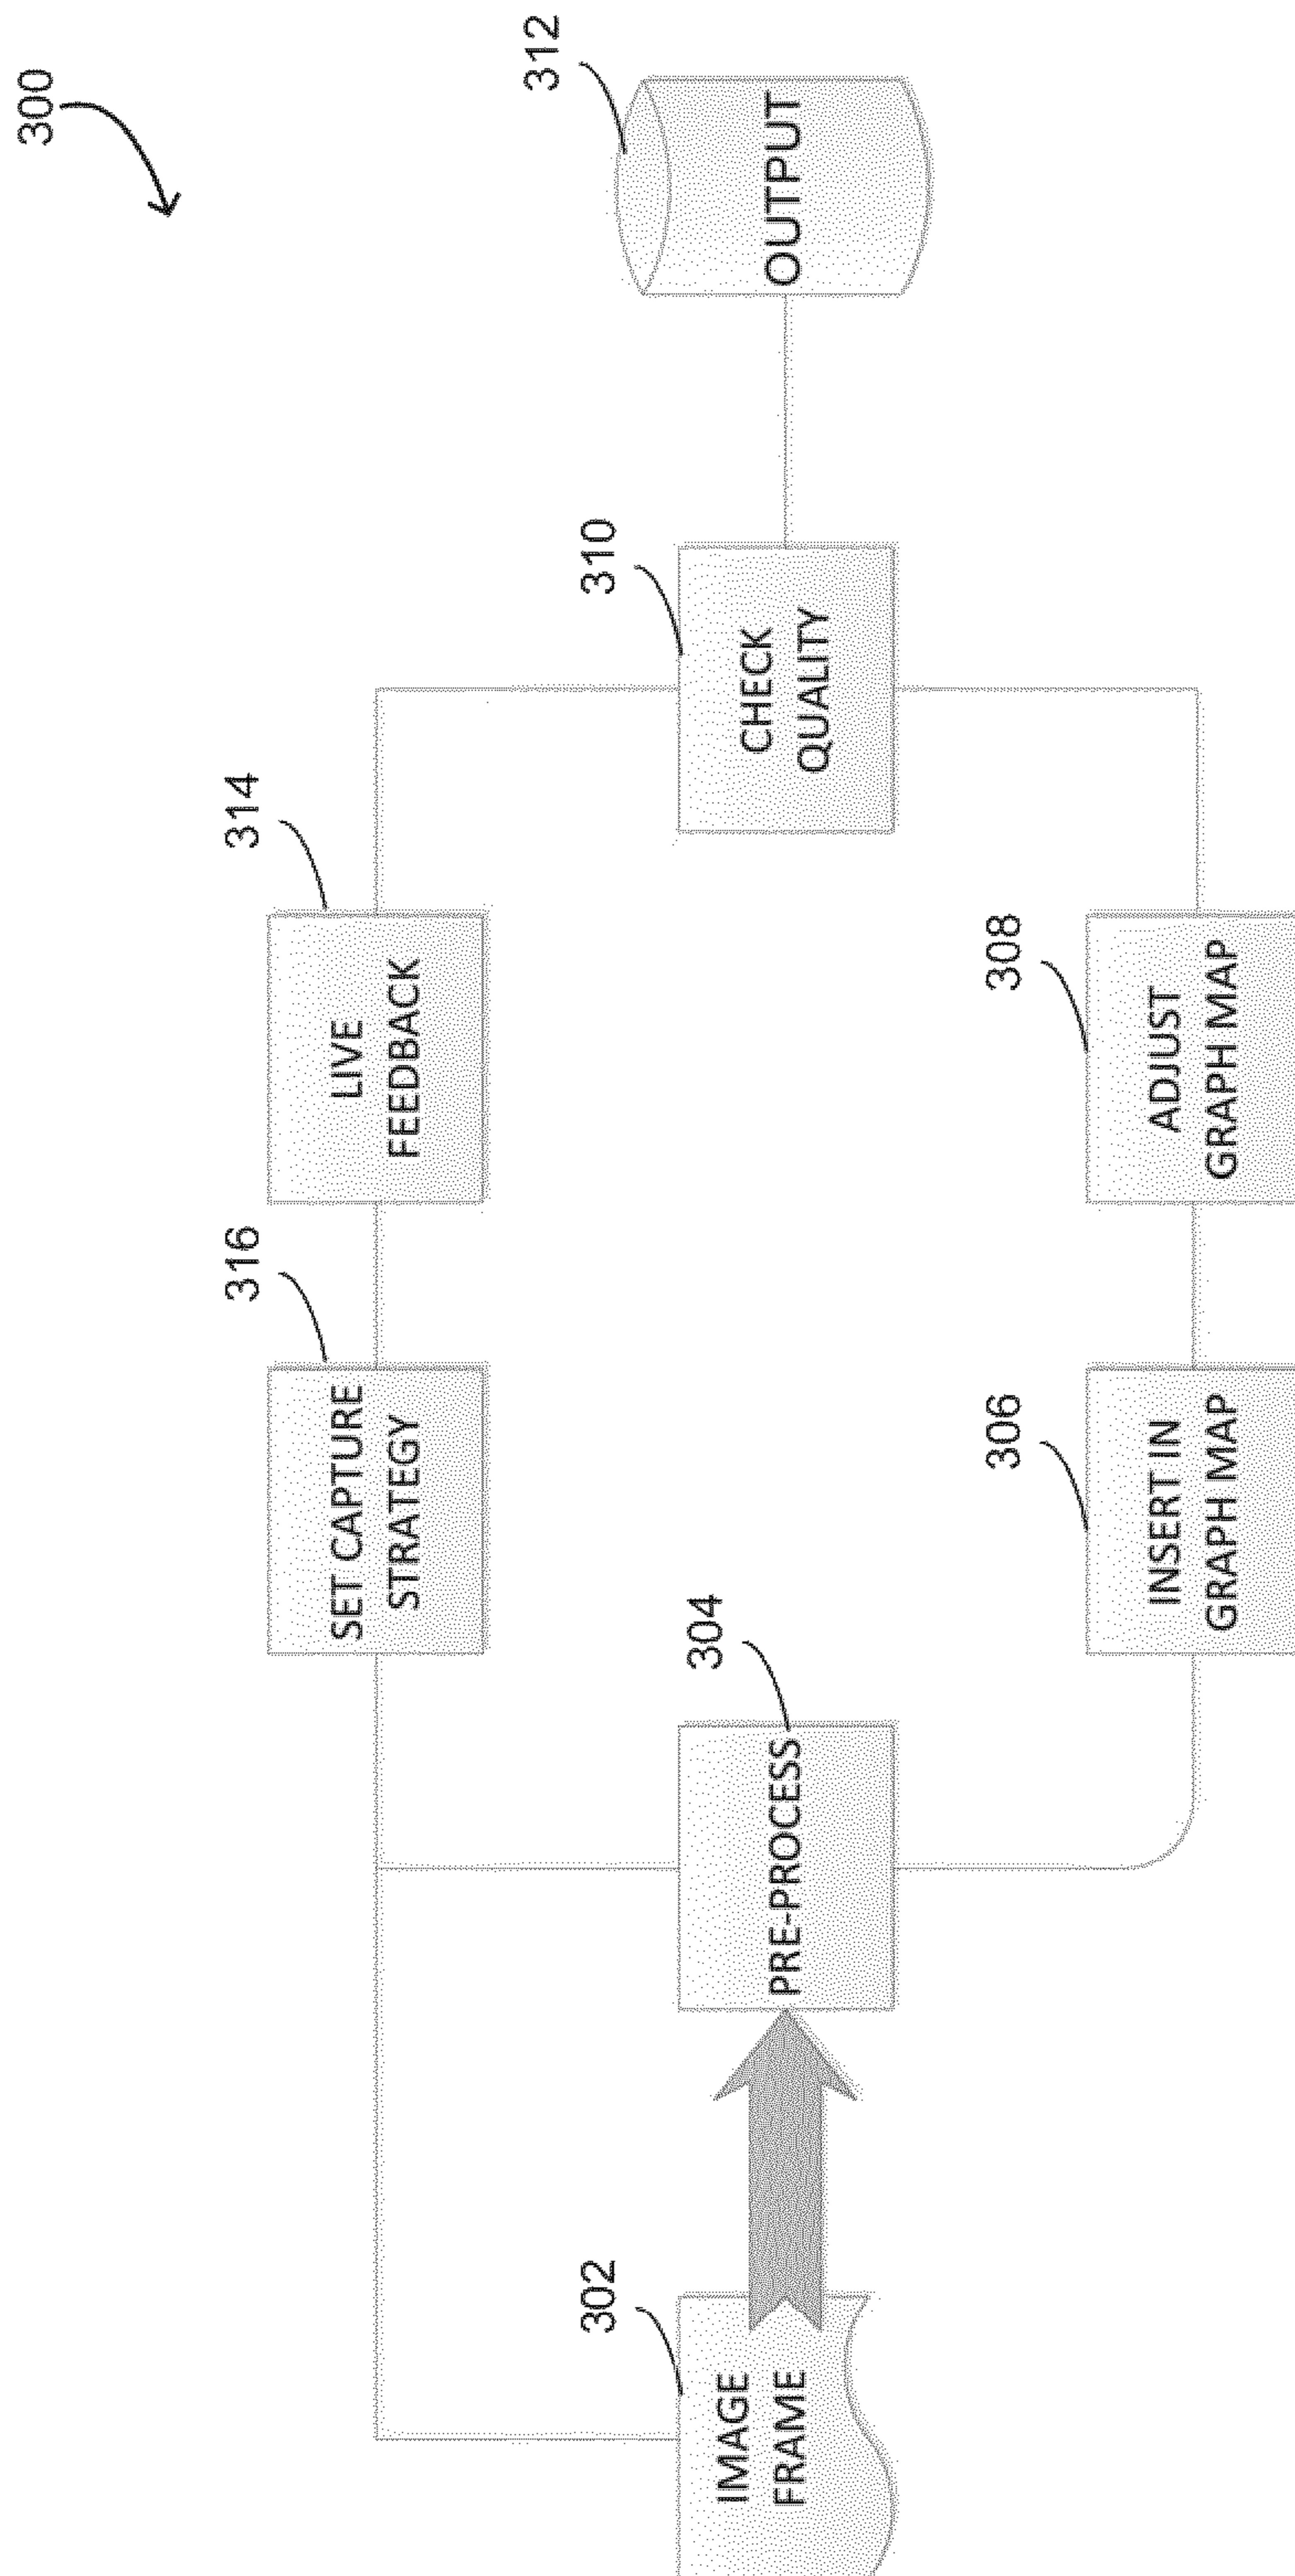 300
312
OUTPUT
310
CHECK
QUALITY
314
LIVE
FEEDBACK
316
SET CAPTURE
STRATEGY
308
ADJUST
GRAPH MAP
306
INSERT IN
GRAPH MAP
304
PRE-PROCESS
302
IMAGE
FRAME